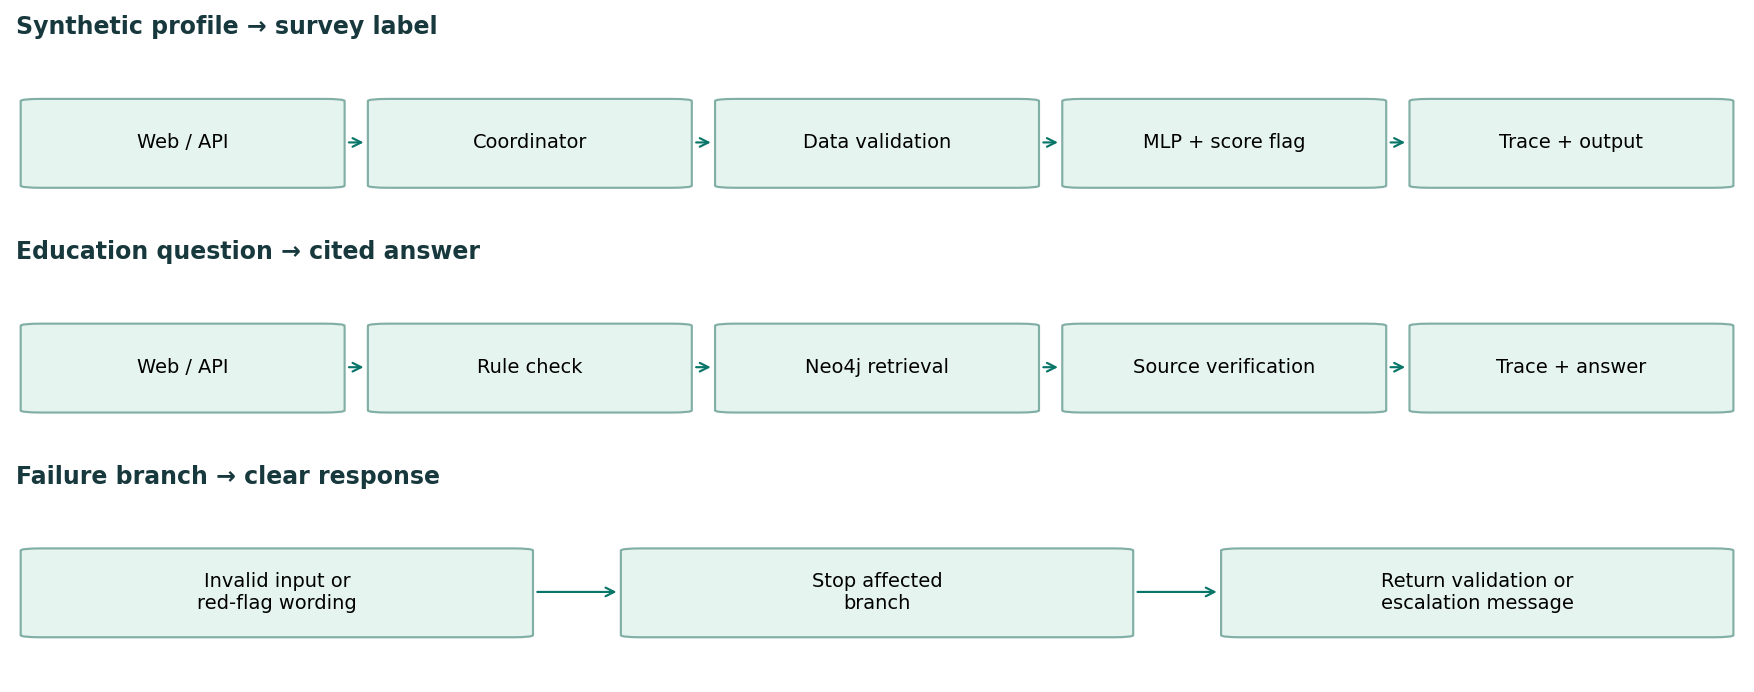 Synthetic profile → survey label
Web / API
Coordinator
Data validation
MLP + score flag
Trace + output
Education question → cited answer
Web / API
Rule check
Neo4j retrieval
Source verification
Trace + answer
Failure branch → clear response
Invalid input or
red-flag wording
Stop affected
branch
Return validation or
escalation message